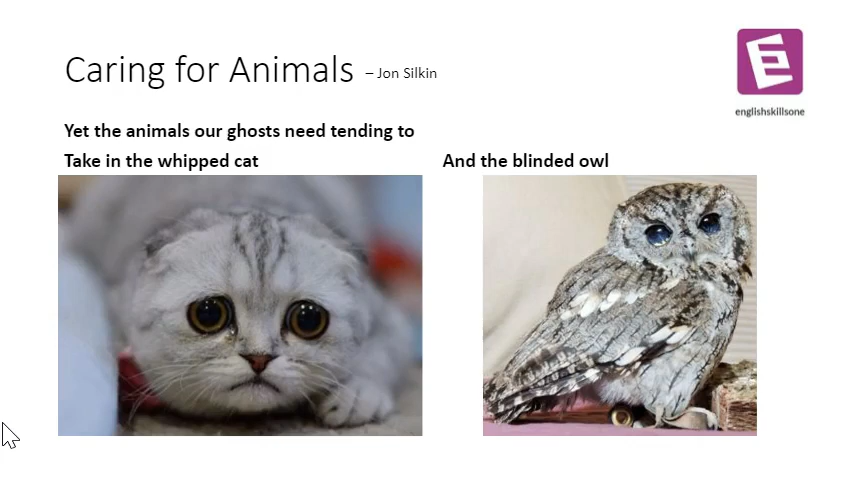 Caring for Animals – Jon Silkin
englishskillsone
Yet the animals our ghosts need tending to
Take in the whipped cat
And the blinded owl